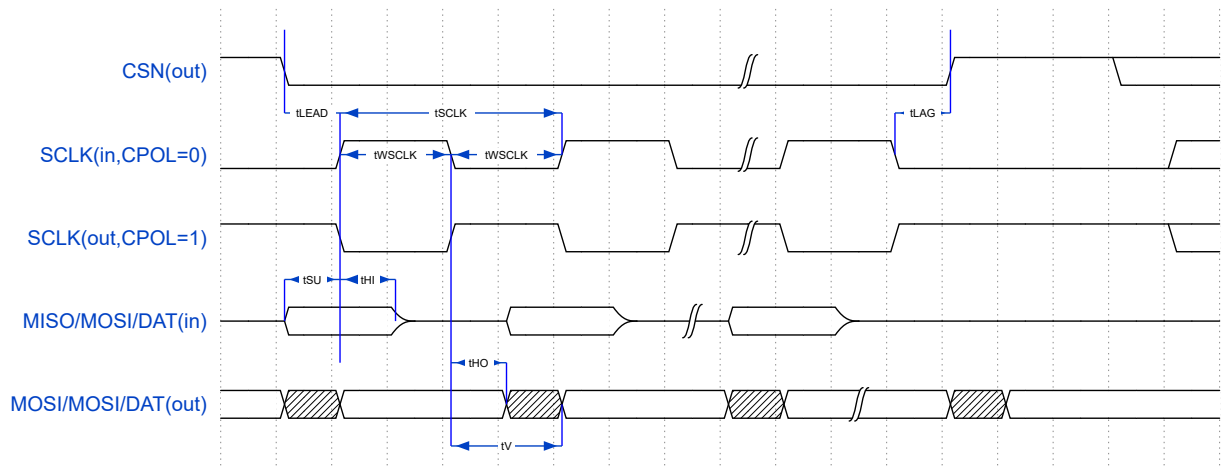 CSN(out)
tLEAD
tSCLK
tLAG
SCLK(in,CPOL=0)
tWSCLK
tWSCLK
SCLK(out,CPOL=1)
tSU
tHI
MISO/MOSI/DAT(in)
tHO
MOSI/MOSI/DAT(out)
tV